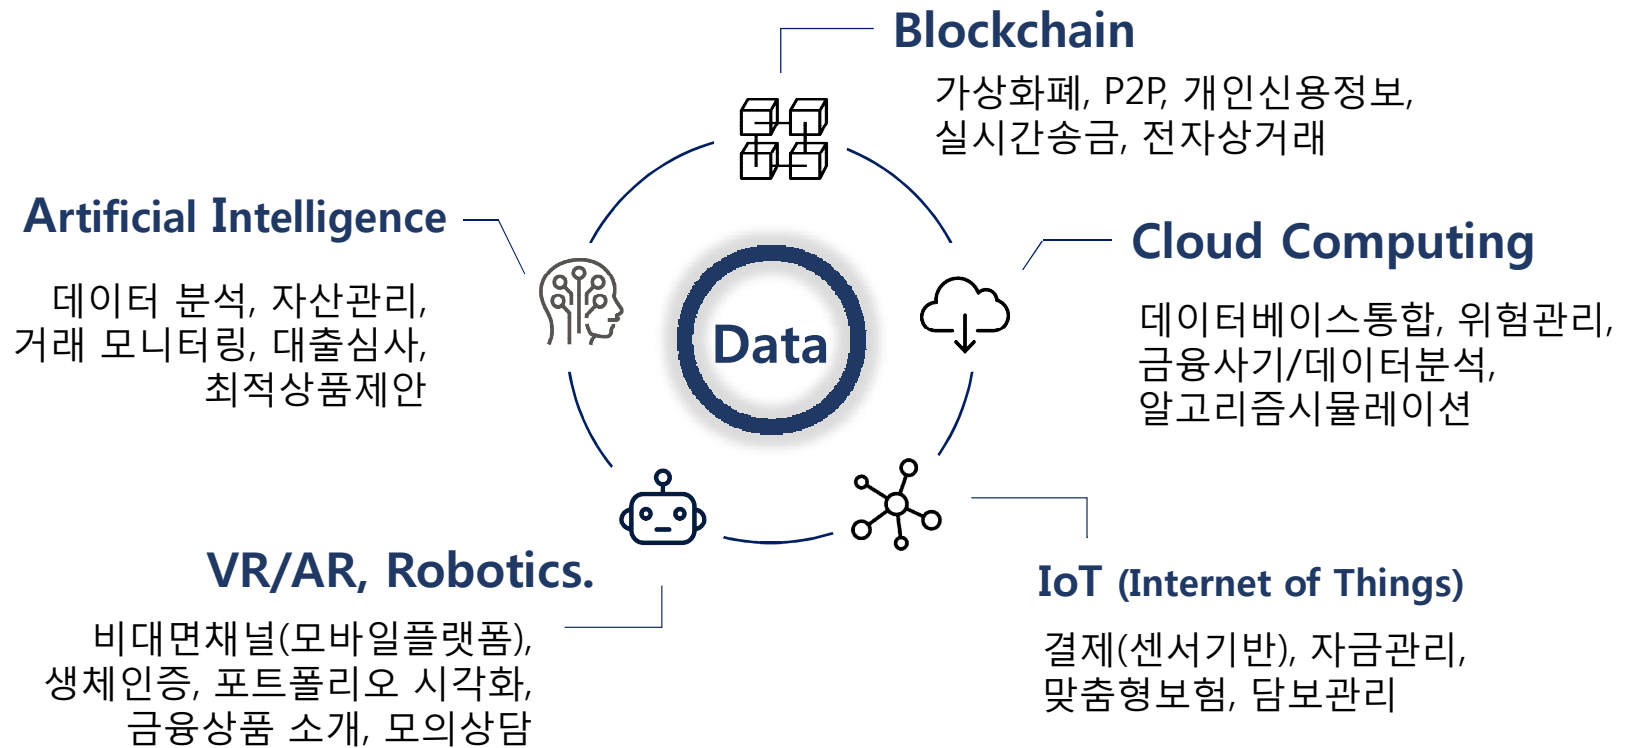 Blockchain
가상화폐, P2P, 개인신용정보,
실시간송금, 전자상거래
Artificial Intelligence
데이터 분석, 자산관리,
거래 모니터링, 대출심사,
최적상품제안
Data
Cloud Computing
데이터베이스통합, 위험관리,
금융사기/데이터분석,
알고리즘시뮬레이션
VR/AR, Robotics.
비대면채널(모바일플랫폼),
생체인증, 포트폴리오 시각화,
금융상품 소개, 모의상담
IoT (Internet of Things)
결제(센서기반), 자금관리,
맞춤형보험, 담보관리